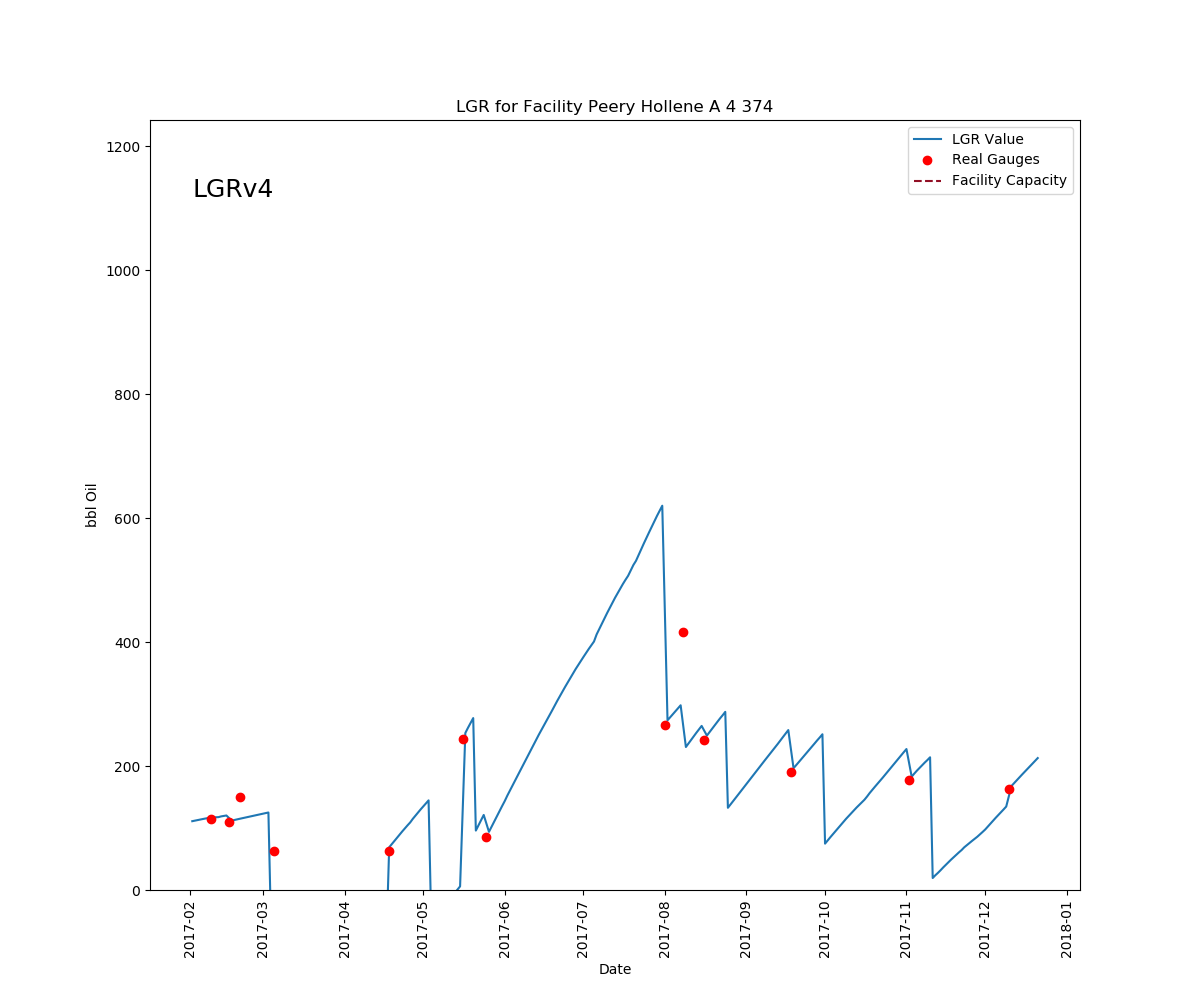 LGR for Facility Peery Hollene A 4 374
LGR Value
Real Gauges
Facility Capacity
LGRv4
1200
1000
800
600
400
200
0
bbl Oil
2017-02
2017-03
2017-04
2017-05
2017-06
2017-07
2017-08
2017-09
2017-10
2017-11
2017-12
2018-01
Date